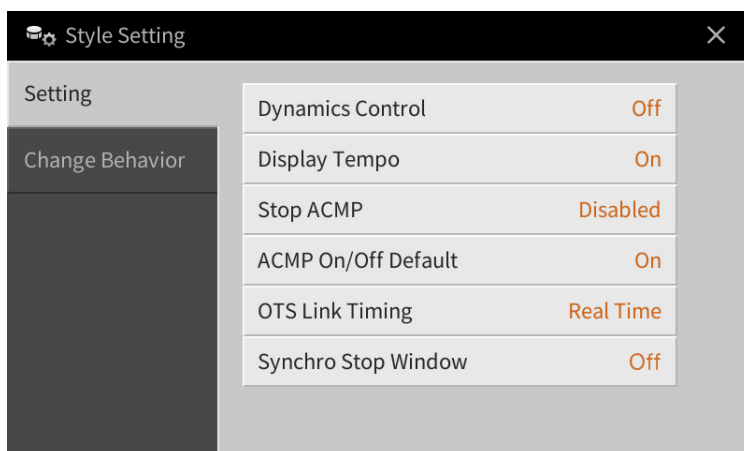 Style Setting
Setting
Change Behavior
Dynamics Control Off
Display Tempo On
Stop ACMP Disabled
ACMP On/Off Default On
OTS Link Timing Real Time
Synchro Stop Window Off